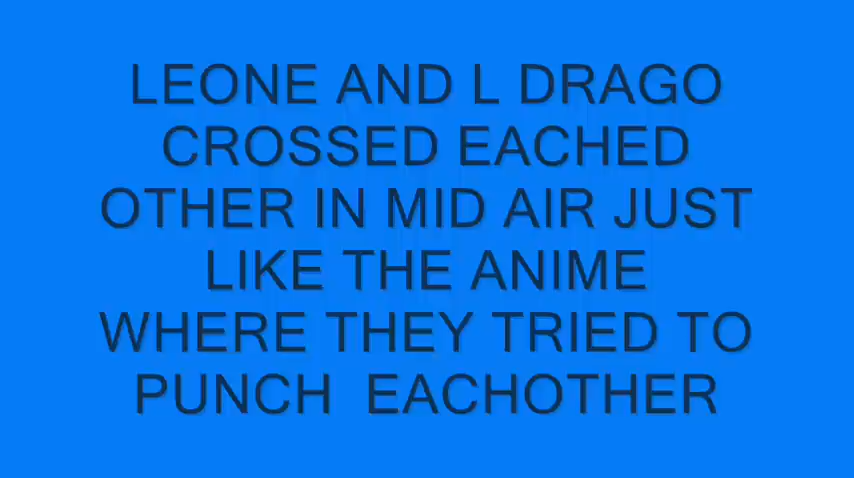 LEONE AND L DRAGO
CROSSED EACHED
OTHER IN MID AIR JUST
LIKE THE ANIME
WHERE THEY TRIED TO
PUNCH  EACHOTHER